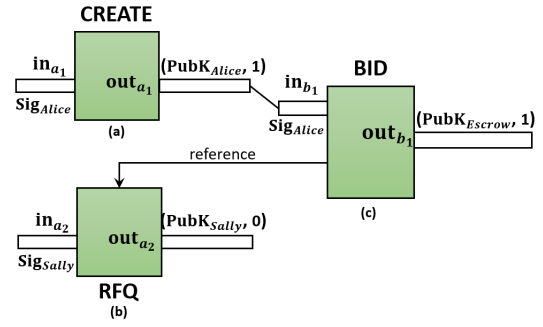 CREATE
in_{a_1}
out_{a_1}
(PubK_{Alice}, 1)
Sig_{Alice}
(a)
BID
in_{b_1}
Sig_{Alice}
out_{b_1}
(PubK_{Escrow}, 1)
(c)
reference
in_{a_2}
out_{a_2}
(PubK_{Sally}, 0)
Sig_{Sally}
RFQ
(b)